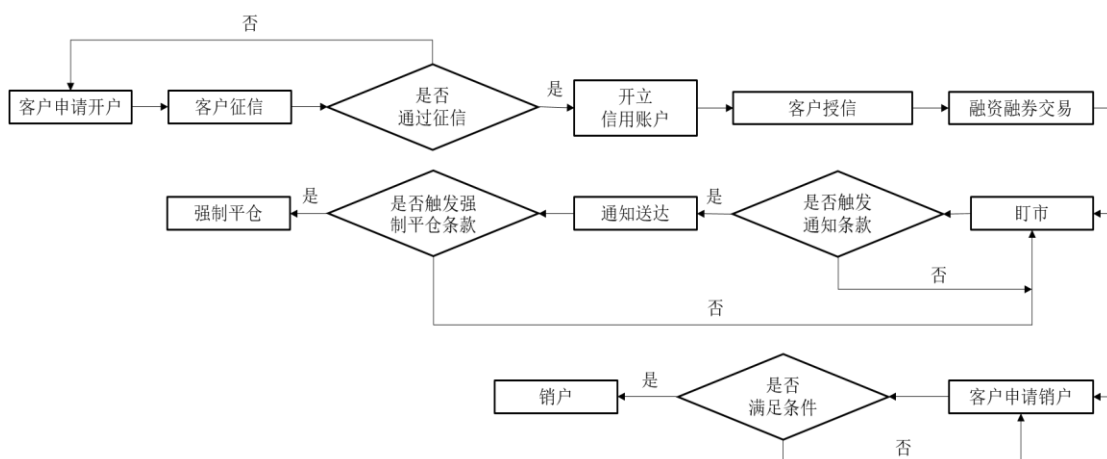 否
客户申请开户
客户征信
是否
通过征信
是
开立
信用账户
客户授信
融资融券交易
强制平仓
是
是否触发强
制平仓条款
通知送达
是
是否触发
通知条款
盯市
否
否
销户
是
是否
满足条件
客户申请销户
否